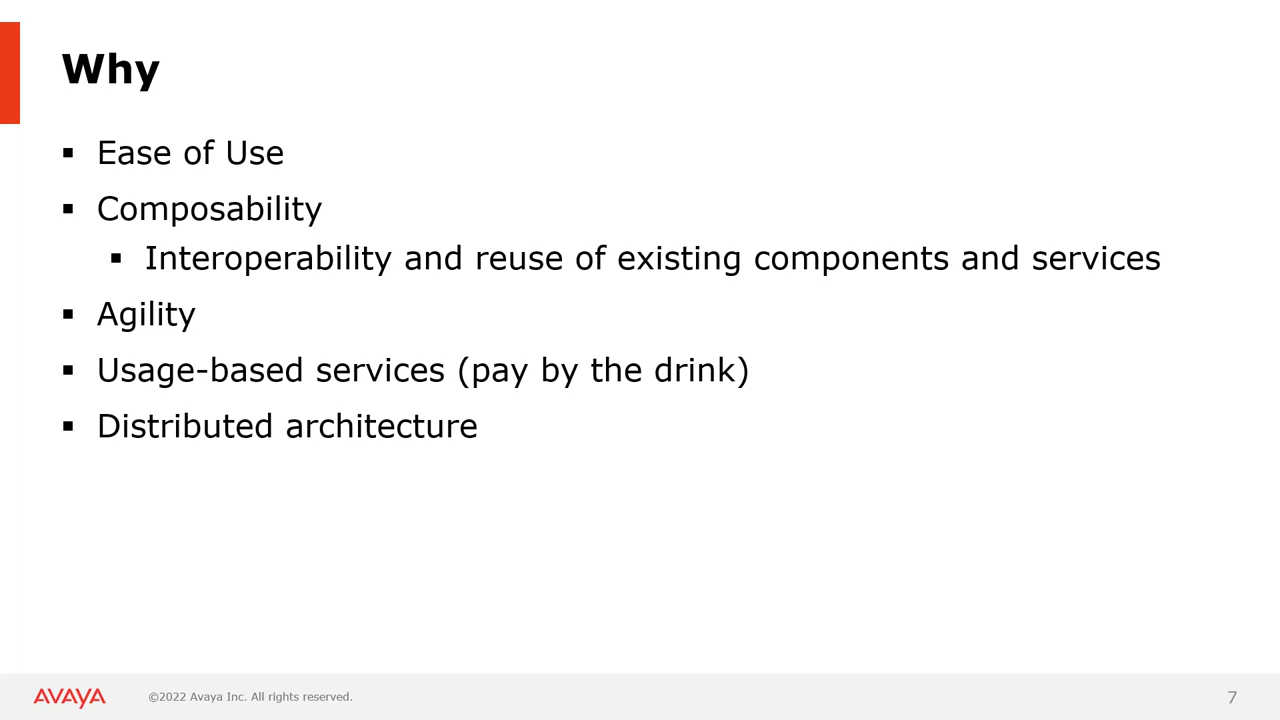 Why
▪ Ease of Use
▪ Composability
▪ Interoperability and reuse of existing components and services
▪ Agility
▪ Usage-based services (pay by the drink)
▪ Distributed architecture
AVAYA ©2022 Avaya Inc. All rights reserved. 7